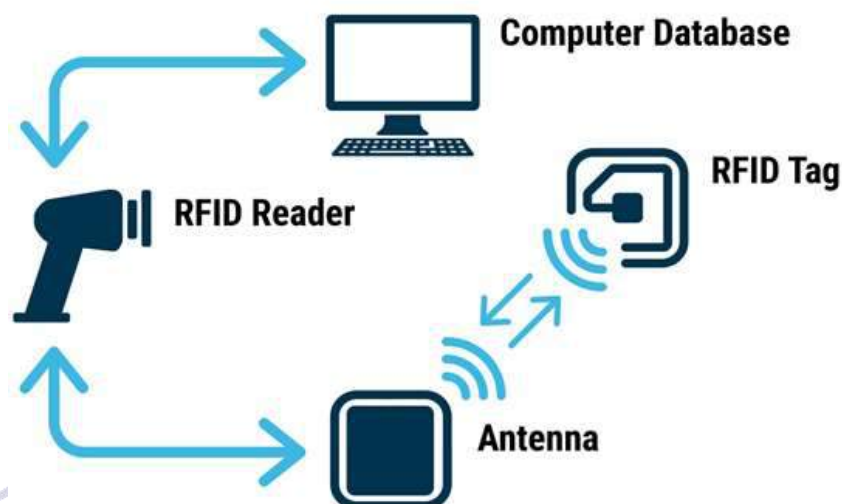 Computer Database
RFID Tag
RFID Reader
Antenna